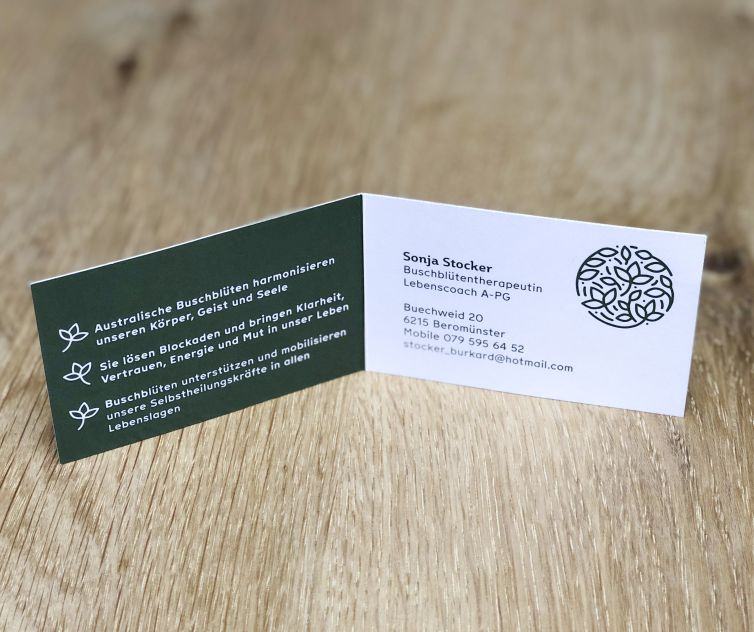 Australische Buschblüten harmonisieren
unseren Körper, Geist und Seele
Sie lösen Blockaden und bringen Klarheit,
Vertrauen, Energie und Mut in unser Leben
Buschblüten unterstützen und mobilisieren
unsere Selbstheilungskräfte in allen
Lebenslagen
Sonja Stocker
Buschblütentherapeutin
Lebenscoach A-PG
Buechweid 20
6215 Beromünster
Mobile 079 595 64 52
stocker_burkard@hotmail.com